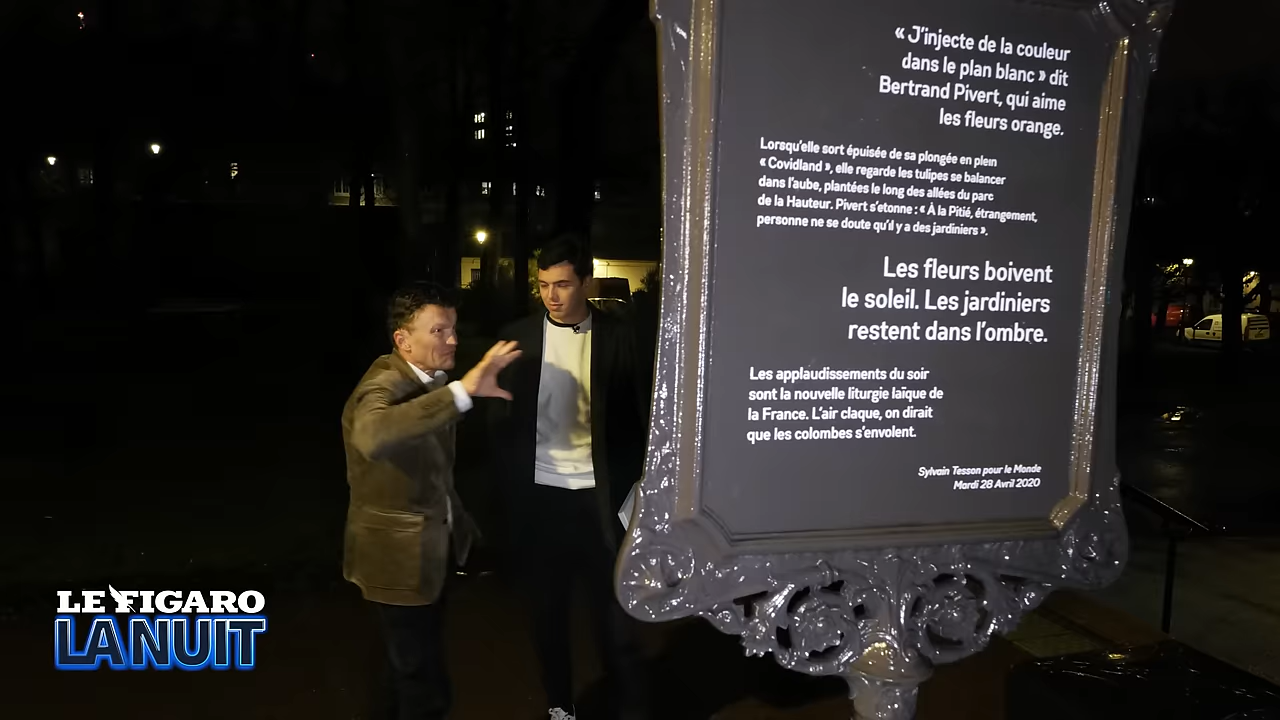 « J'injecte de la couleur
dans le plan blanc » dit
Bertrand Pivert, qui aime
les fleurs orange.
Lorsqu'elle sort épuisée de sa plongée en plein
« Covidland », elle regarde les tulipes se balancer
dans l'aube, plantées le long des allées du parc
de la Hauteur. Pivert s'etonne : « À la Pitié, étrangement,
personne ne se doute qu'il y a des jardiniers ».
Les fleurs boivent
le soleil. Les jardiniers
restent dans l'ombre.
Les applaudissements du soir
sont la nouvelle liturgie laïque de
la France. L'air claque, on dirait
que les colombes s'envolent.
Sylvain Tesson pour le Monde
Mardi 28 Avril 2020
LE FIGARO
LA NUIT